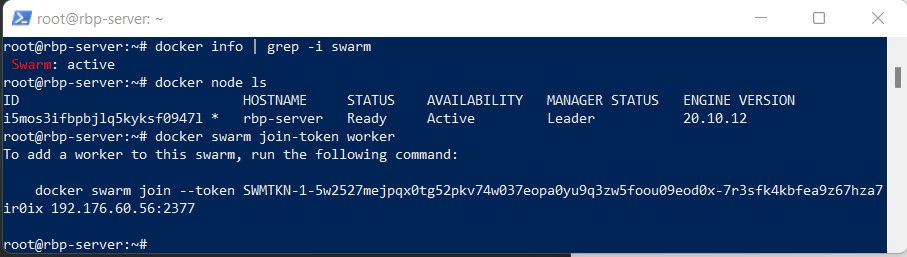 root@rbp-server: ~
root@rbp-server:~# docker info | grep -i swarm
Swarm: active
root@rbp-server:~# docker node ls
ID HOSTNAME STATUS AVAILABILITY MANAGER STATUS ENGINE VERSION
i5mos3ifbpbjlq5kyksf0947l * rbp-server Ready Active Leader 20.10.12
root@rbp-server:~# docker swarm join-token worker
To add a worker to this swarm, run the following command:
docker swarm join --token SWMTKN-1-5w2527mejpqx0tg52pkv74w037eopa0yu9q3zw5foou09eod0x-7r3sfk4kbfea9z67hza7
ir0ix 192.176.60.56:2377
root@rbp-server:~#